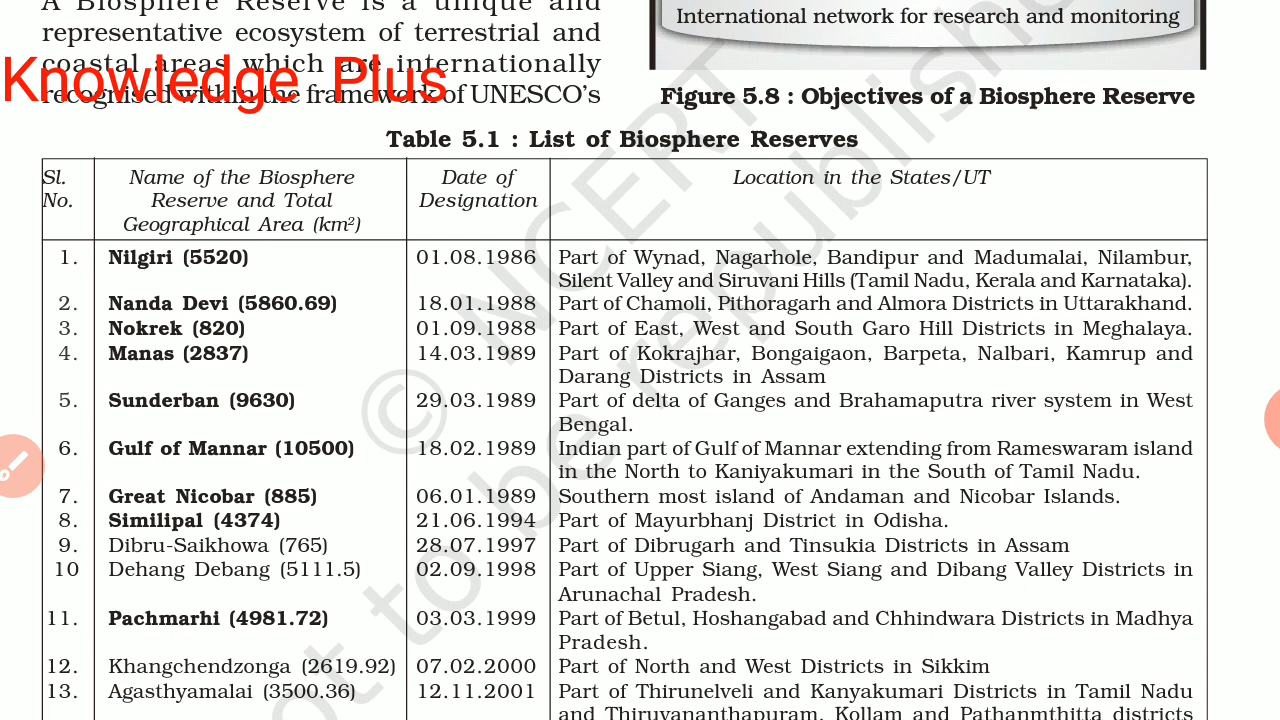 A Biosphere Reserve is a unique and
representative ecosystem of terrestrial and
coastal areas which are internationally
recognised within the framework of UNESCO's
Knowledge Plus
International network for research and monitoring
Figure 5.8 : Objectives of a Biosphere Reserve
Table 5.1 : List of Biosphere Reserves
Sl. No. Name of the Biosphere Reserve and Total Geographical Area (km²) Date of Designation Location in the States/UT
1. Nilgiri (5520) 01.08.1986 Part of Wynad, Nagarhole, Bandipur and Madumalai, Nilambur,
Silent Valley and Siruvani Hills (Tamil Nadu, Kerala and Karnataka).
2. Nanda Devi (5860.69) 18.01.1988 Part of Chamoli, Pithoragarh and Almora Districts in Uttarakhand.
3. Nokrek (820) 01.09.1988 Part of East, West and South Garo Hill Districts in Meghalaya.
4. Manas (2837) 14.03.1989 Part of Kokrajhar, Bongaigaon, Barpeta, Nalbari, Kamrup and
Darang Districts in Assam
5. Sunderban (9630) 29.03.1989 Part of delta of Ganges and Brahamaputra river system in West
Bengal.
6. Gulf of Mannar (10500) 18.02.1989 Indian part of Gulf of Mannar extending from Rameswaram island
in the North to Kaniyakumari in the South of Tamil Nadu.
7. Great Nicobar (885) 06.01.1989 Southern most island of Andaman and Nicobar Islands.
8. Similipal (4374) 21.06.1994 Part of Mayurbhanj District in Odisha.
9. Dibru-Saikhowa (765) 28.07.1997 Part of Dibrugarh and Tinsukia Districts in Assam
10 Dehang Debang (5111.5) 02.09.1998 Part of Upper Siang, West Siang and Dibang Valley Districts in
Arunachal Pradesh.
11. Pachmarhi (4981.72) 03.03.1999 Part of Betul, Hoshangabad and Chhindwara Districts in Madhya
Pradesh.
12. Khangchendzonga (2619.92) 07.02.2000 Part of North and West Districts in Sikkim
13. Agasthyamalai (3500.36) 12.11.2001 Part of Thirunelveli and Kanyakumari Districts in Tamil Nadu
and Thiruvananthapuram, Kollam and Pathanmthitta districts
© NCERT
not to be republished